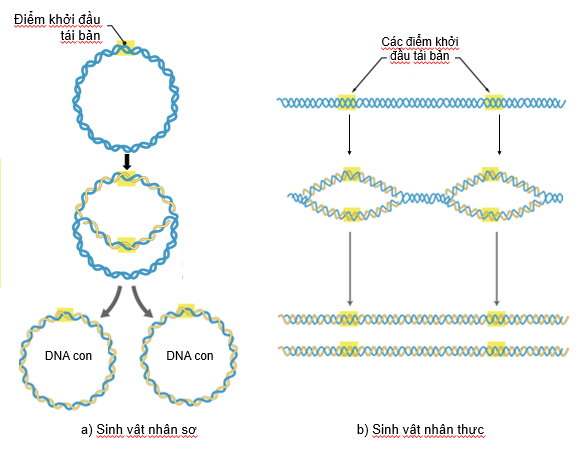 Điểm khởi đầu
tái bản
Các điểm khởi
đầu tái bản
DNA con
DNA con
a) Sinh vật nhân sơ
b) Sinh vật nhân thực